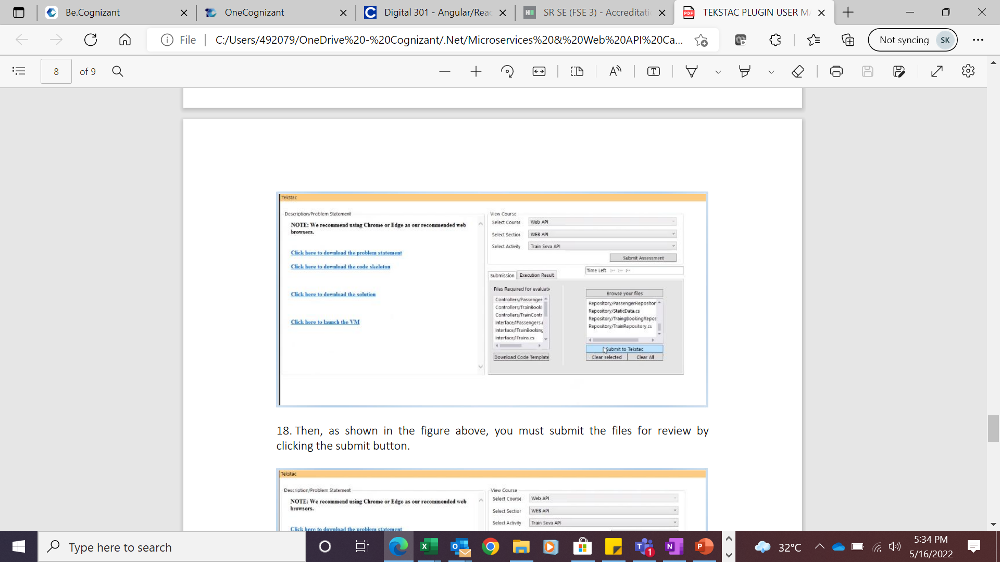 Be.Cognizant
OneCognizant
Digital 301 - Angular/Reac
SR SE (FSE 3) - Accreditati
TEKSTAC PLUGIN USER MA
File
C:/Users/492079/OneDrive%20-%20Cognizant/.Net/Microservices%20&%20Web%20API%20Ca...
Not syncing
SK
8
of 9
Tekstac
Description/Problem Statement
NOTE: We recommend using Chrome or Edge as our recommended web
browsers.
Click here to download the problem statement
Click here to download the code skeleton
Click here to download the solution
Click here to launch the VM
View Course
Select Course
Web API
Select Section
WEB API
Select Activity
Train Seva API
Submit Assessment
Time Left --:--:--
Submission
Execution Result
Files Required for evaluati
Controllers/Passenger
Controllers/TrainBooki
Controllers/TrainContr
Interface/IPassengers.c
Interface/ITrainBooking
Interface/ITrains.cs
Download Code Template
Browse your files
Repository/PassengerRepositor
Repository/StaticData.cs
Repository/TraingBookingRepos
Repository/TrainRepository.cs
Submit to Tekstac
Clear selected
Clear All
18. Then, as shown in the figure above, you must submit the files for review by
clicking the submit button.
Tekstac
Description/Problem Statement
NOTE: We recommend using Chrome or Edge as our recommended web
browsers.
Click here to download the problem statement
View Course
Select Course
Web API
Select Section
WEB API
Select Activity
Train Seva API
Type here to search
1
32°C
5:34 PM
5/16/2022